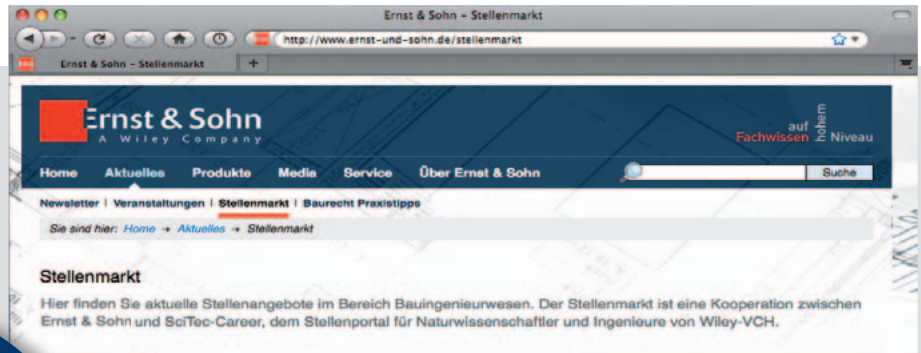 Ernst & Sohn – Stellenmarkt
http://www.ernst-und-sohn.de/stellenmarkt
Ernst & Sohn – Stellenmarkt +
Ernst & Sohn
A Wiley Company
Fachwissen auf hohem Niveau
Home Aktuelles Produkte Media Service Über Ernst & Sohn Suche
Newsletter | Veranstaltungen | Stellenmarkt | Baurecht Praxistipps
Sie sind hier: Home → Aktuelles → Stellenmarkt
Stellenmarkt
Hier finden Sie aktuelle Stellenangebote im Bereich Bauingenieurwesen. Der Stellenmarkt ist eine Kooperation zwischen
Ernst & Sohn und SciTec-Career, dem Stellenportal für Naturwissenschaftler und Ingenieure von Wiley-VCH.